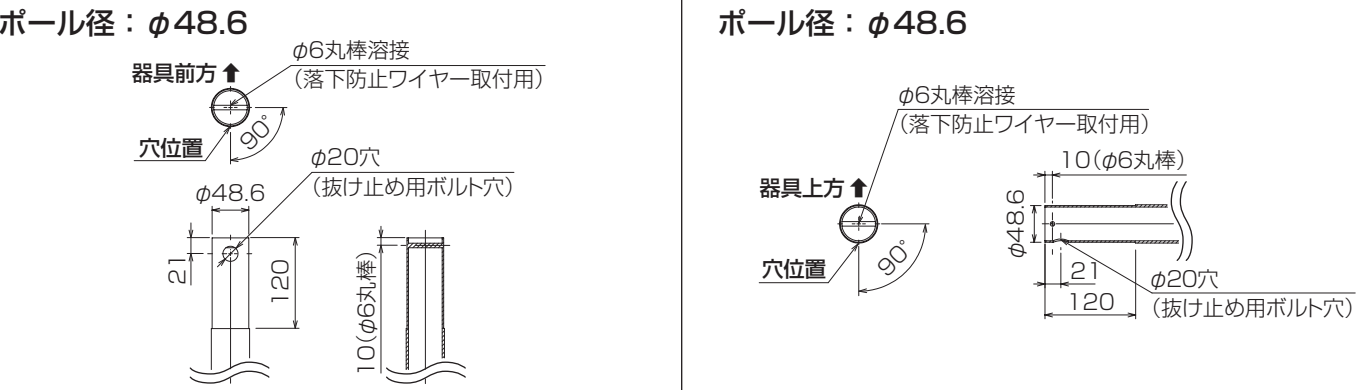 ポール径：φ48.6
φ6丸棒溶接
器具前方⬆
（落下防止ワイヤー取付用）
90°
穴位置
φ20穴
（抜け止め用ボルト穴）
φ48.6
21
120
10（φ6丸棒）
ポール径：φ48.6
φ6丸棒溶接
（落下防止ワイヤー取付用）
10（φ6丸棒）
器具上方⬆
φ48.6
90°
穴位置
21
φ20穴
120
（抜け止め用ボルト穴）